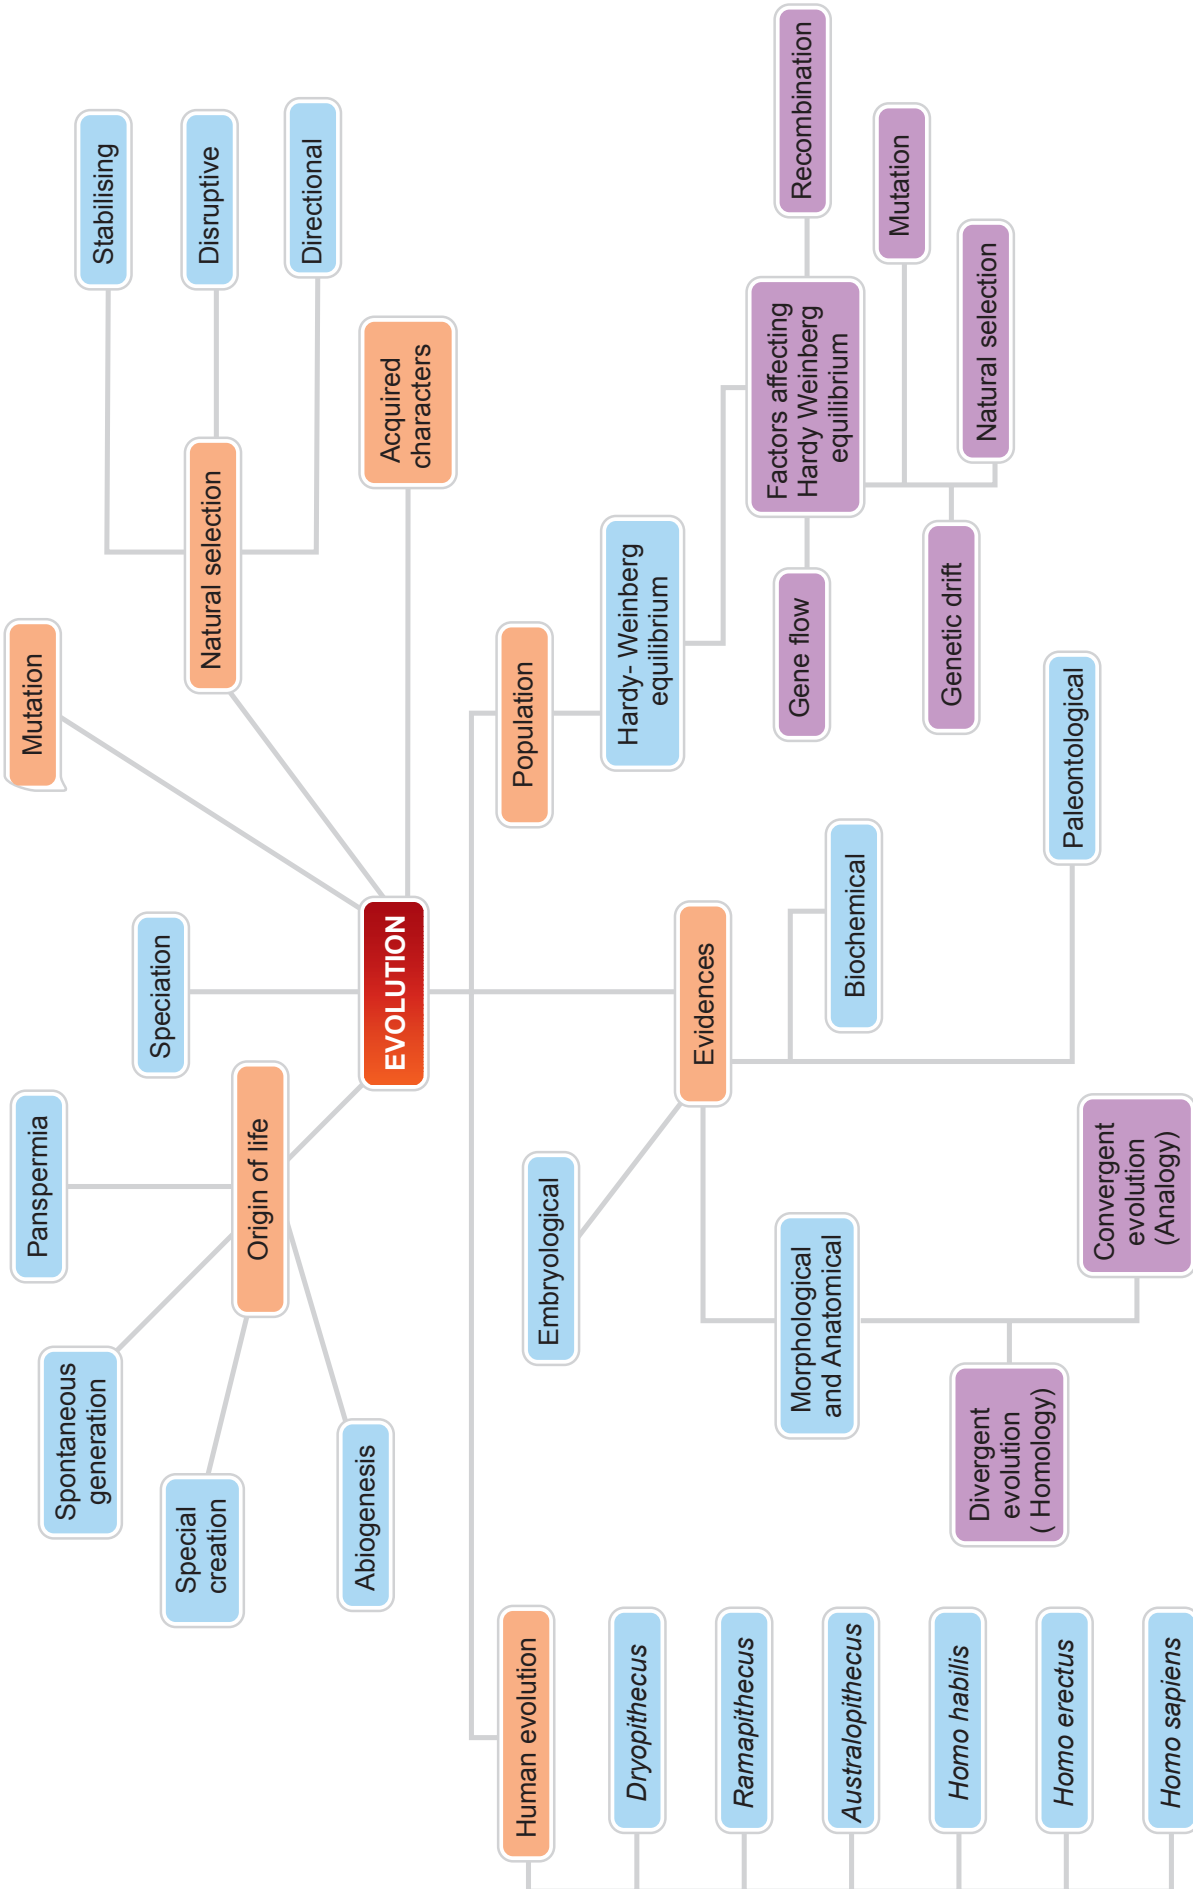 Panspermia
Spontaneous
generation
Special
creation
Abiogenesis
Origin of life
Speciation
Mutation
Natural selection
Stabilising
Disruptive
Directional
Acquired
characters
EVOLUTION
Human evolution
Dryopithecus
Ramapithecus
Australopithecus
Homo habilis
Homo erectus
Homo sapiens
Evidences
Embryological
Morphological
and Anatomical
Divergent
evolution
( Homology)
Convergent
evolution
(Analogy)
Biochemical
Paleontological
Population
Hardy- Weinberg
equilibrium
Factors affecting
Hardy Weinberg
equilibrium
Gene flow
Genetic drift
Recombination
Mutation
Natural selection